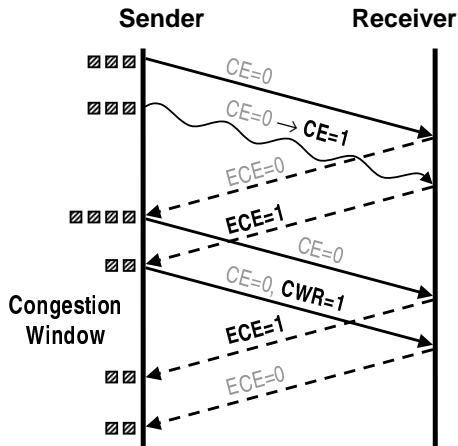 Sender Receiver
CE=0
CE=0 → CE=1
ECE=0
ECE=1
CE=0
CE=0, CWR=1
Congestion
Window
ECE=1
ECE=0